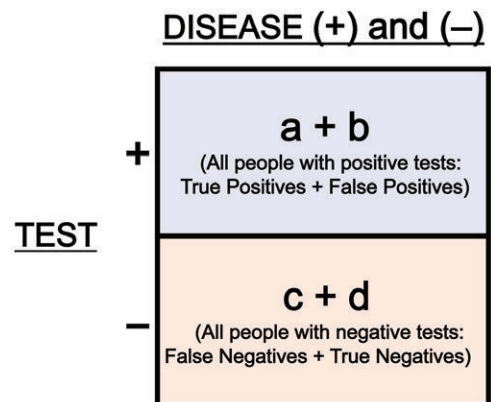 DISEASE (+) and (–)
+
a + b
(All people with positive tests:
True Positives + False Positives)
TEST
–
c + d
(All people with negative tests:
False Negatives + True Negatives)